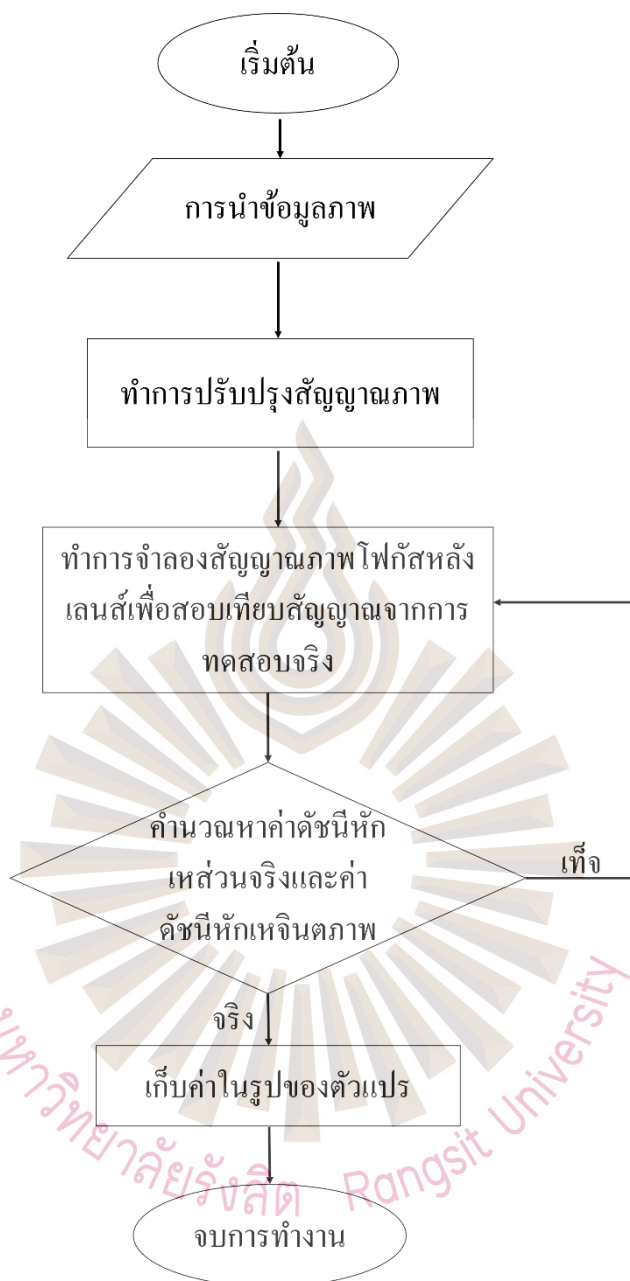 เริ่มต้น
การนำข้อมูลภาพ
ทำการปรับปรุงสัญญาณภาพ
ทำการจำลองสัญญาณภาพโฟกัสหลัง
เลนส์เพื่อสอบเทียบสัญญาณจากการ
ทดสอบจริง
คำนวณหาค่าดัชนีหัก
เหส่วนจริงและค่า
ดัชนีหักเหจินตภาพ
เท็จ
จริง
เก็บค่าในรูปของตัวแปร
จบการทำงาน
มหาวิทยาลัยรังสิต Rangsit University